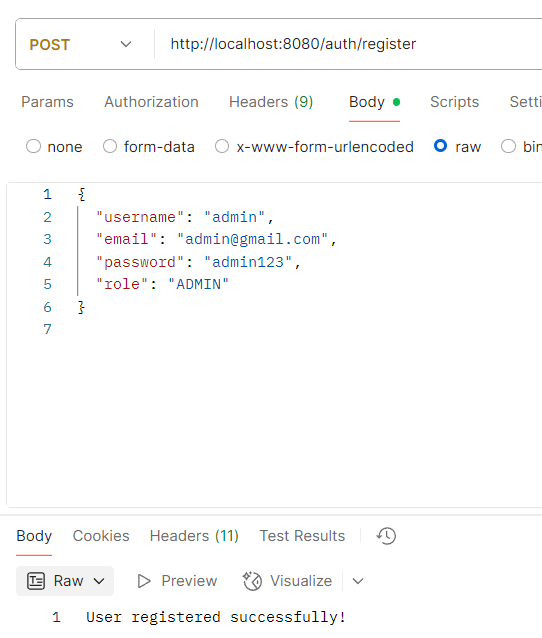 POST http://localhost:8080/auth/register
Params Authorization Headers (9) Body Scripts Setti
none form-data x-www-form-urlencoded raw bin
1 {
2 "username": "admin",
3 "email": "admin@gmail.com",
4 "password": "admin123",
5 "role": "ADMIN"
6 }
7
Body Cookies Headers (11) Test Results
Raw Preview Visualize
1 User registered successfully!